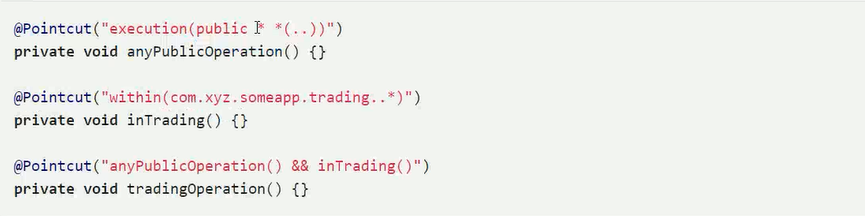 @Pointcut("execution(public * *(..))")
private void anyPublicOperation() {}
@Pointcut("within(com.xyz.someapp.trading..*)")
private void inTrading() {}
@Pointcut("anyPublicOperation() && inTrading()")
private void tradingOperation() {}